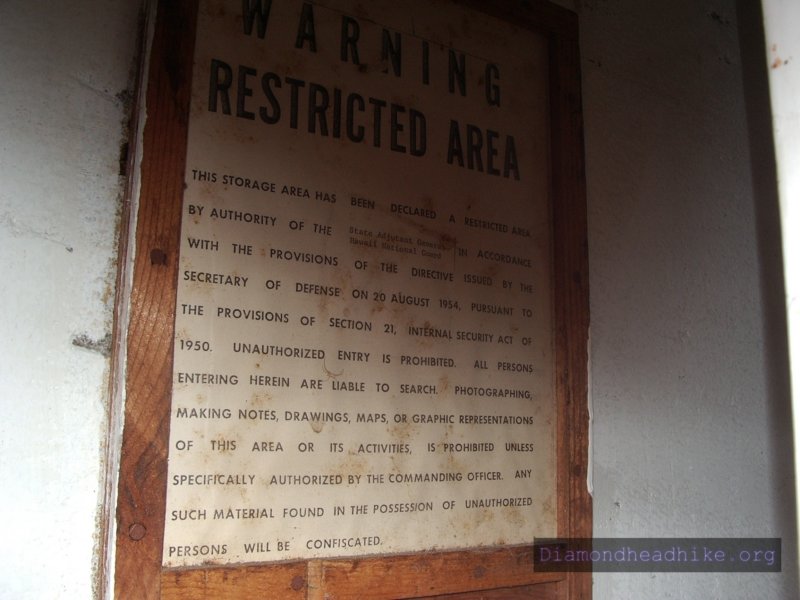 WARNING
RESTRICTED AREA
THIS STORAGE AREA HAS BEEN DECLARED A RESTRICTED AREA
BY AUTHORITY OF THE State Adjutant General Hawaii National Guard IN ACCORDANCE
WITH THE PROVISIONS OF THE DIRECTIVE ISSUED BY THE
SECRETARY OF DEFENSE ON 20 AUGUST 1954, PURSUANT TO
THE PROVISIONS OF SECTION 21, INTERNAL SECURITY ACT OF
1950. UNAUTHORIZED ENTRY IS PROHIBITED. ALL PERSONS
ENTERING HEREIN ARE LIABLE TO SEARCH. PHOTOGRAPHING,
MAKING NOTES, DRAWINGS, MAPS, OR GRAPHIC REPRESENTATIONS
OF THIS AREA OR ITS ACTIVITIES, IS PROHIBITED UNLESS
SPECIFICALLY AUTHORIZED BY THE COMMANDING OFFICER. ANY
SUCH MATERIAL FOUND IN THE POSSESSION OF UNAUTHORIZED
PERSONS WILL BE CONFISCATED.
Diamondheadhike.org